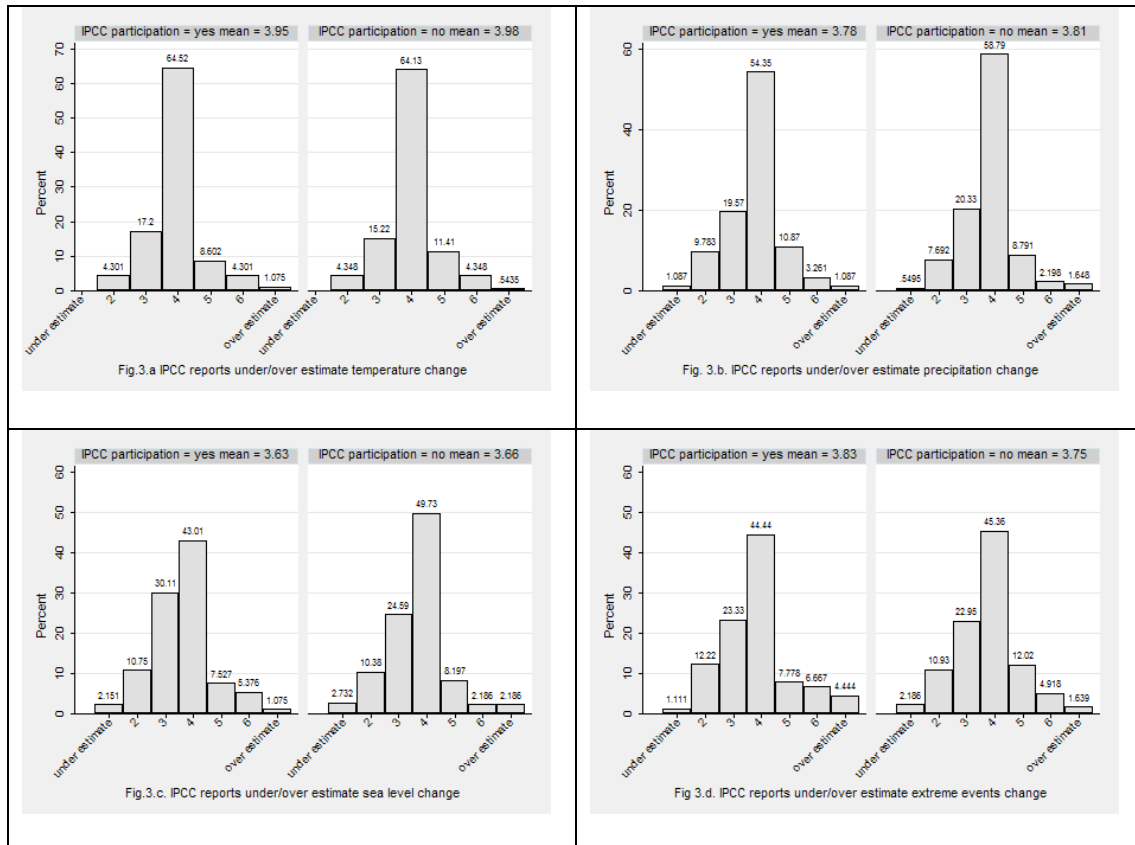 IPCC participation = yes mean = 3.95 IPCC participation = no mean = 3.98
Percent
0 10 20 30 40 50 60 70
4.301 17.2 64.52 8.602 4.301 1.075
4.348 15.22 64.13 11.41 4.348 .5435
under estimate 2 3 4 5 6 over estimate
under estimate 2 3 4 5 6 over estimate
Fig.3.a IPCC reports under/over estimate temperature change
IPCC participation = yes mean = 3.78 IPCC participation = no mean = 3.81
Percent
0 20 40 60
1.087 9.783 19.57 54.35 10.87 3.261 1.087
.5495 7.692 20.33 58.79 8.791 2.198 1.648
under estimate 2 3 4 5 6 over estimate
under estimate 2 3 4 5 6 over estimate
Fig. 3.b. IPCC reports under/over estimate precipitation change
IPCC participation = yes mean = 3.63 IPCC participation = no mean = 3.66
Percent
0 10 20 30 40 50 60
2.151 10.75 30.11 43.01 7.527 5.376 1.075
2.732 10.38 24.59 49.73 8.197 2.186 2.186
under estimate 2 3 4 5 6 over estimate
under estimate 2 3 4 5 6 over estimate
Fig.3.c. IPCC reports under/over estimate sea level change
IPCC participation = yes mean = 3.83 IPCC participation = no mean = 3.75
Percent
0 10 20 30 40 50 60
1.111 12.22 23.33 44.44 7.778 6.667 4.444
2.186 10.93 22.95 45.36 12.02 4.918 1.639
under estimate 2 3 4 5 6 over estimate
under estimate 2 3 4 5 6 over estimate
Fig 3.d. IPCC reports under/over estimate extreme events change